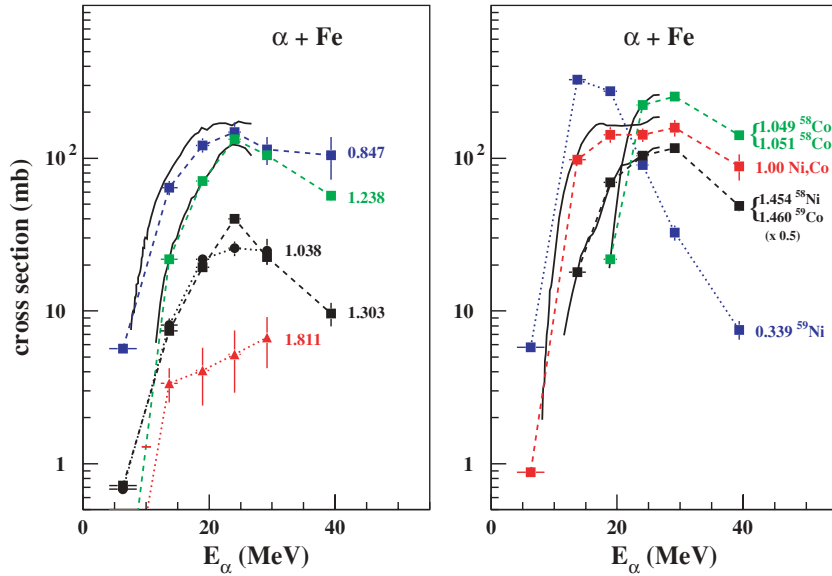 α + Fe
cross section (mb)
10²
10
1
0 20 40
E_α (MeV)
0.847
1.238
1.038
1.303
1.811
α + Fe
10²
10
1
0 20 40
E_α (MeV)
1.049 ⁵⁸Co
1.051 ⁵⁸Co
1.00 Ni,Co
1.454 ⁵⁸Ni
1.460 ⁵⁹Co
(x 0.5)
0.339 ⁵⁹Ni